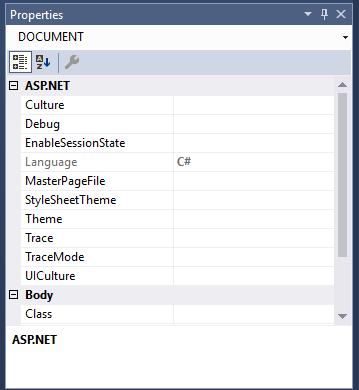 Properties
DOCUMENT
ASP.NET
Culture
Debug
EnableSessionState
Language C#
MasterPageFile
StyleSheetTheme
Theme
Trace
TraceMode
UICulture
Body
Class
ASP.NET